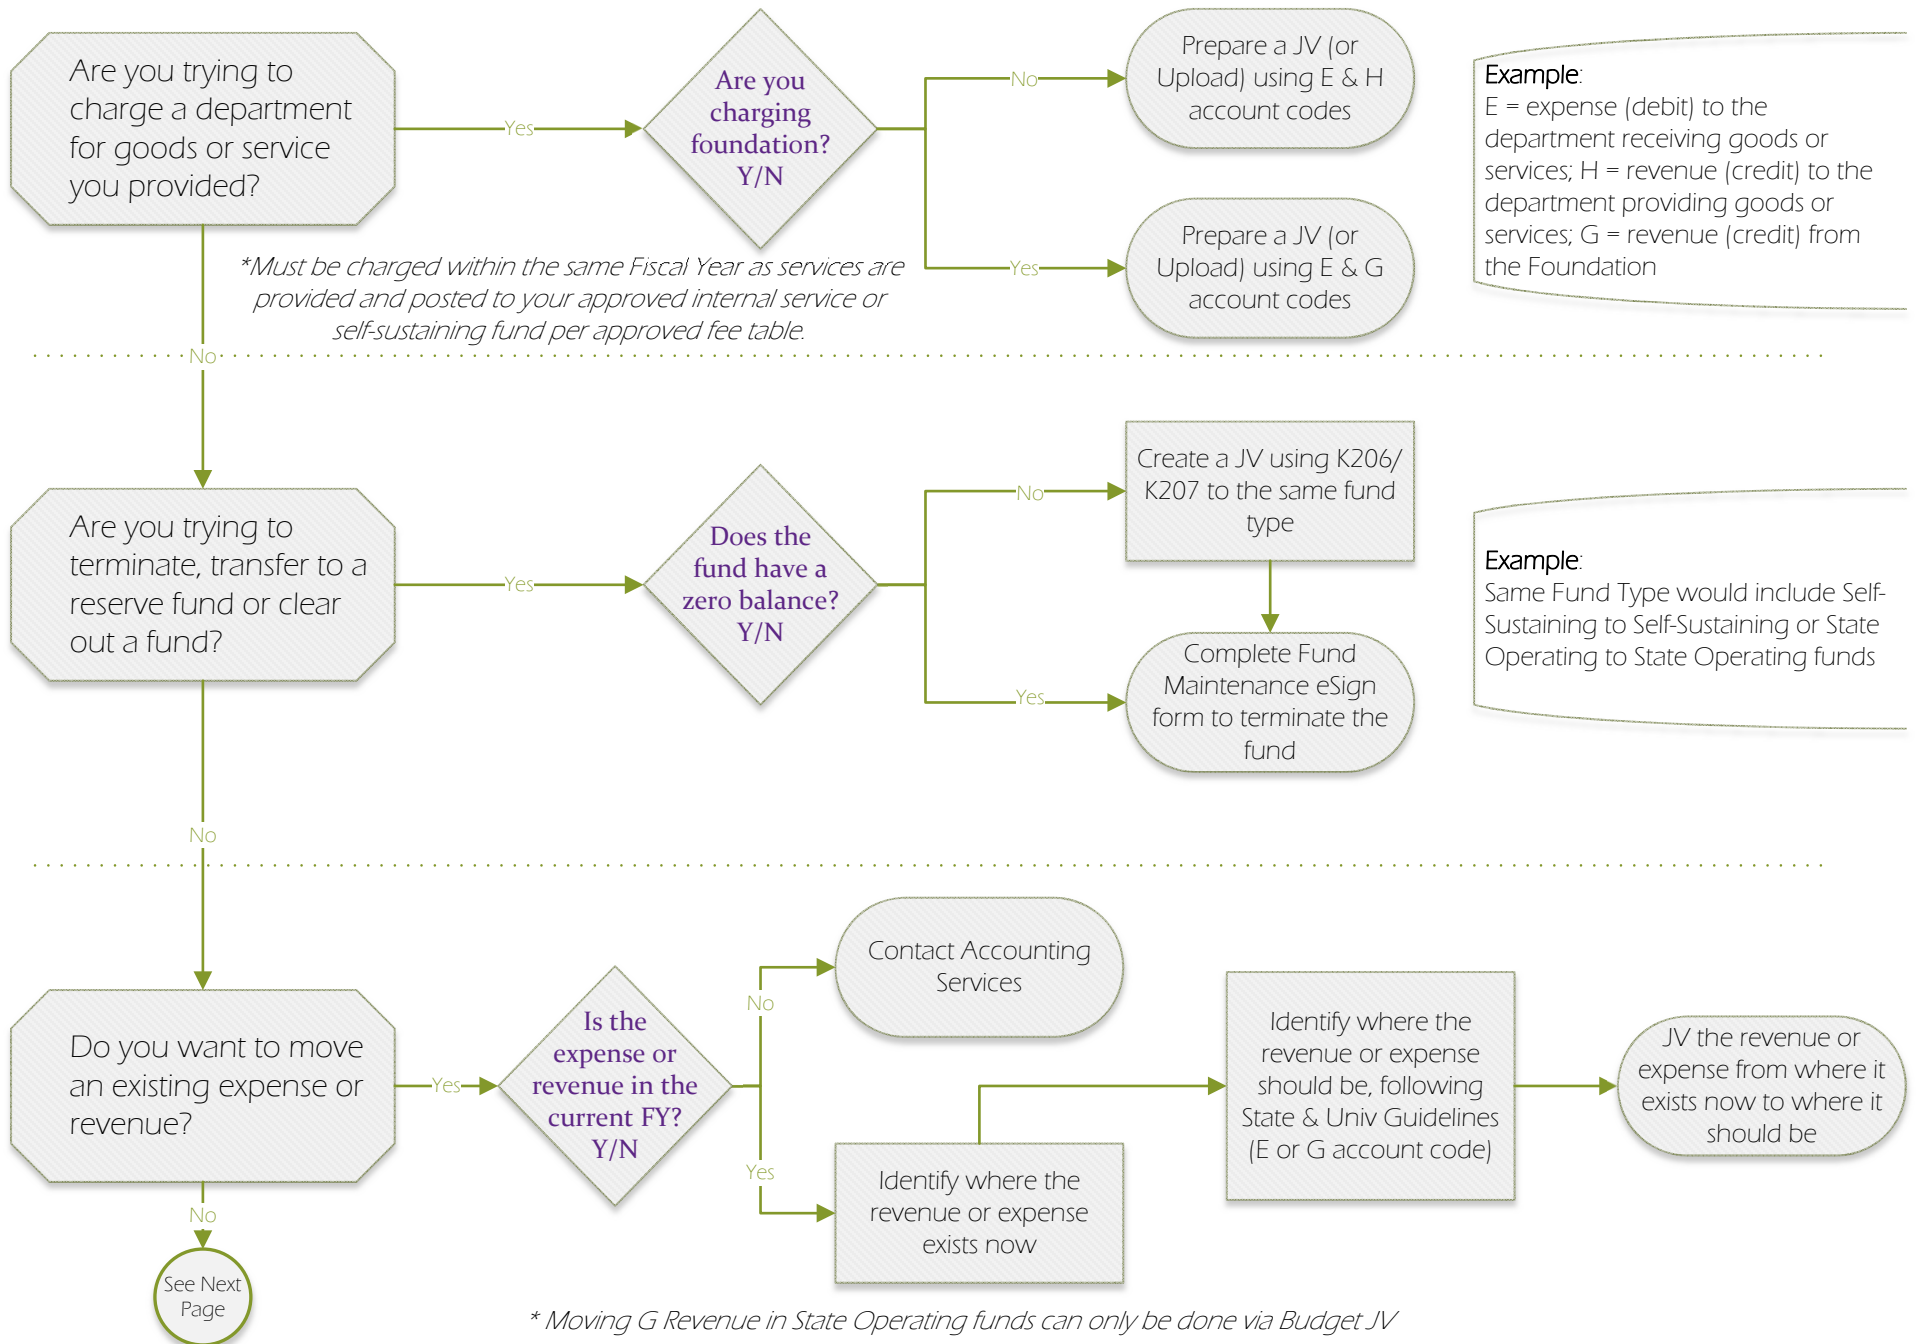 Are you trying to
charge a department
for goods or service
you provided?
Yes
Are you
charging
foundation?
Y/N
No
Prepare a JV (or
Upload) using E & H
account codes
Yes
Prepare a JV (or
Upload) using E & G
account codes
Example:
E = expense (debit) to the
department receiving goods or
services; H = revenue (credit) to the
department providing goods or
services; G = revenue (credit) from
the Foundation
*Must be charged within the same Fiscal Year as services are
provided and posted to your approved internal service or
self-sustaining fund per approved fee table.
No
Are you trying to
terminate, transfer to a
reserve fund or clear
out a fund?
Yes
Does the
fund have a
zero balance?
Y/N
No
Create a JV using K206/
K207 to the same fund
type
Yes
Complete Fund
Maintenance eSign
form to terminate the
fund
Example:
Same Fund Type would include Self-
Sustaining to Self-Sustaining or State
Operating to State Operating funds
No
Do you want to move
an existing expense or
revenue?
Yes
Is the
expense or
revenue in the
current FY?
Y/N
No
Contact Accounting
Services
Yes
Identify where the
revenue or expense
exists now
Identify where the
revenue or expense
should be, following
State & Univ Guidelines
(E or G account code)
JV the revenue or
expense from where it
exists now to where it
should be
No
See Next
Page
* Moving G Revenue in State Operating funds can only be done via Budget JV